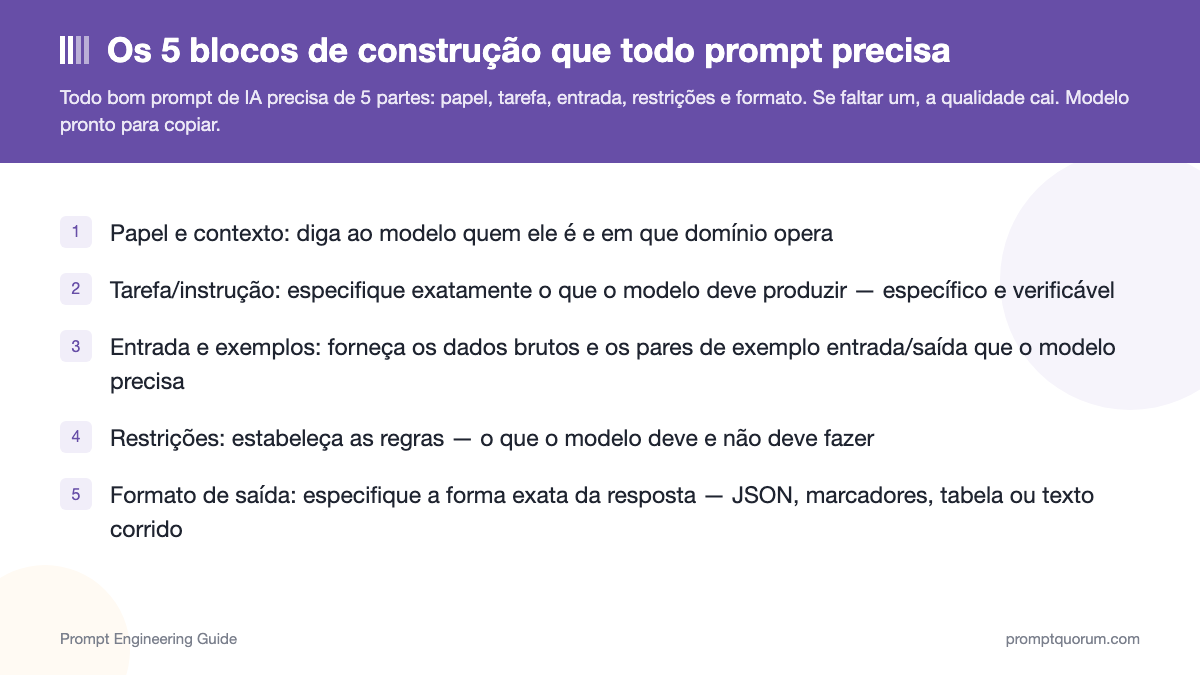 Os 5 blocos de construção que todo prompt precisa
Todo bom prompt de IA precisa de 5 partes: papel, tarefa, entrada, restrições e formato. Se faltar um, a qualidade cai. Modelo
pronto para copiar.
1 Papel e contexto: diga ao modelo quem ele é e em que domínio opera
2 Tarefa/instrução: especifique exatamente o que o modelo deve produzir — específico e verificável
3 Entrada e exemplos: forneça os dados brutos e os pares de exemplo entrada/saída que o modelo
precisa
4 Restrições: estabeleça as regras — o que o modelo deve e não deve fazer
5 Formato de saída: especifique a forma exata da resposta — JSON, marcadores, tabela ou texto
corrido
Prompt Engineering Guide
promptquorum.com